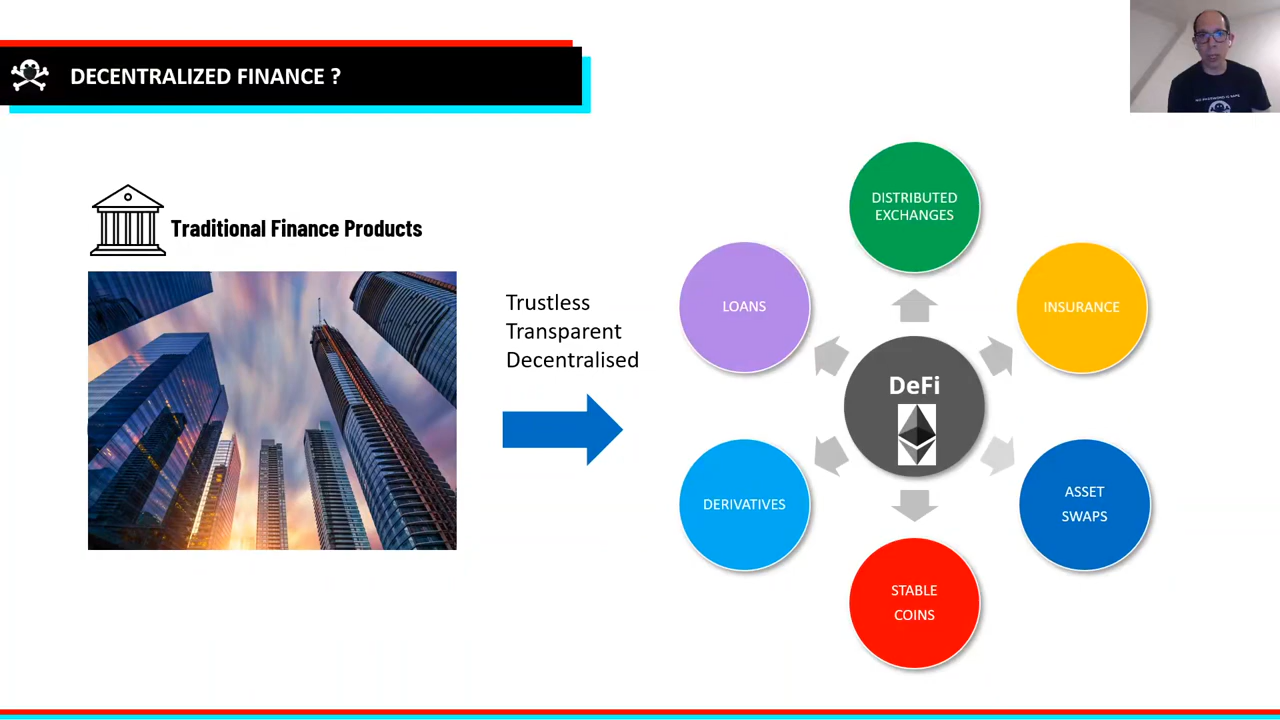 DECENTRALIZED FINANCE ?
Traditional Finance Products
Trustless
Transparent
Decentralised
DISTRIBUTED
EXCHANGES
LOANS
INSURANCE
DeFi
DERIVATIVES
ASSET
SWAPS
STABLE
COINS